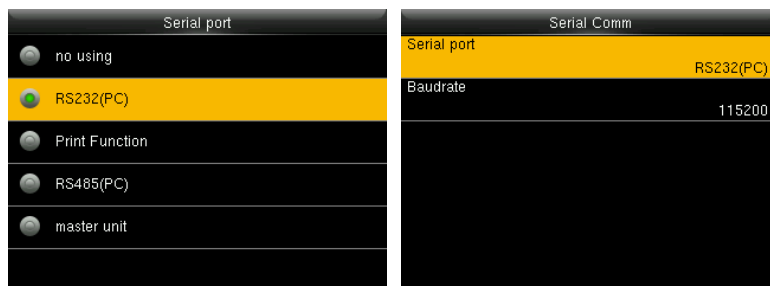 Serial port
no using
RS232(PC)
Print Function
RS485(PC)
master unit
Serial Comm
Serial port
RS232(PC)
Baudrate
115200